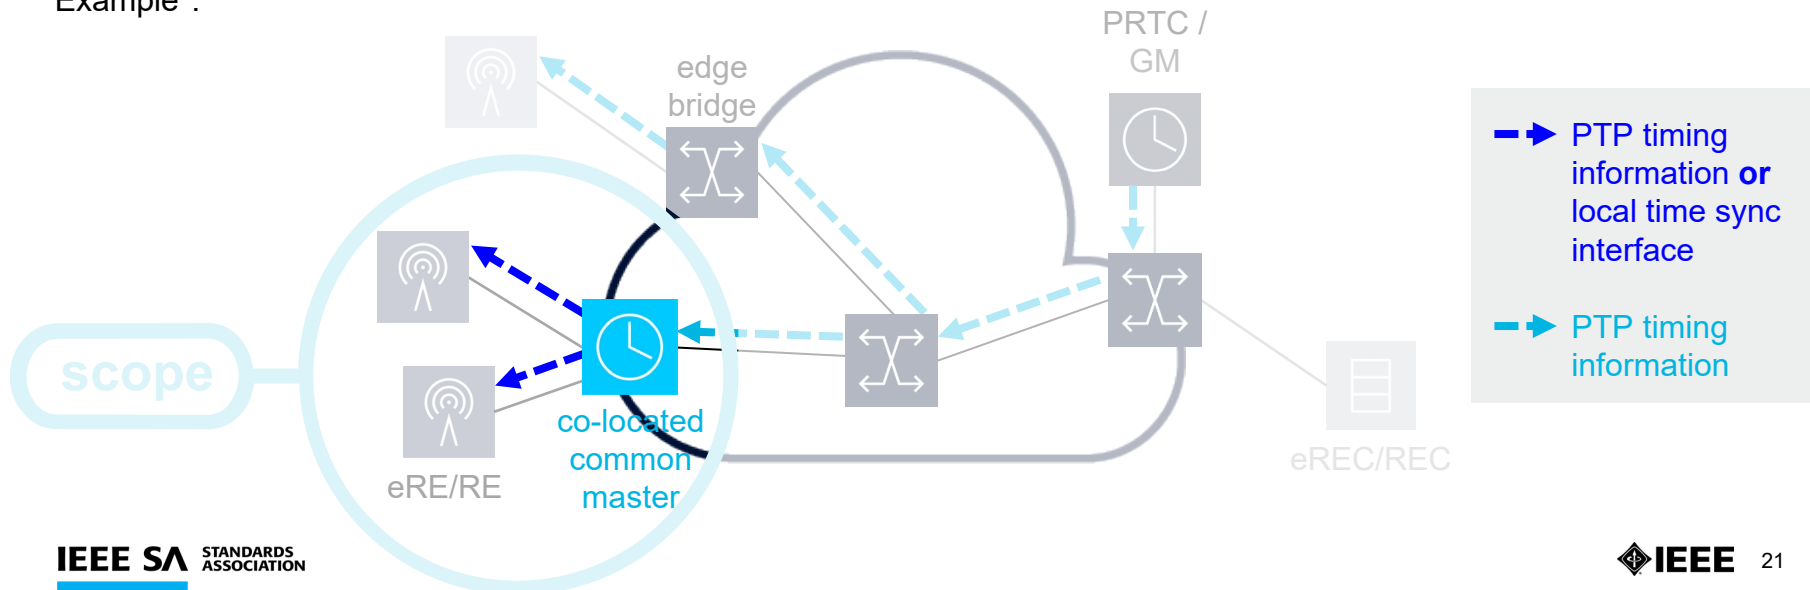 Example :
PRTC /
GM
edge
bridge
PTP timing
information or
local time sync
interface
PTP timing
information
scope
co-located
common
master
eRE/RE
eREC/REC
IEEE SA STANDARDS
ASSOCIATION
IEEE 21